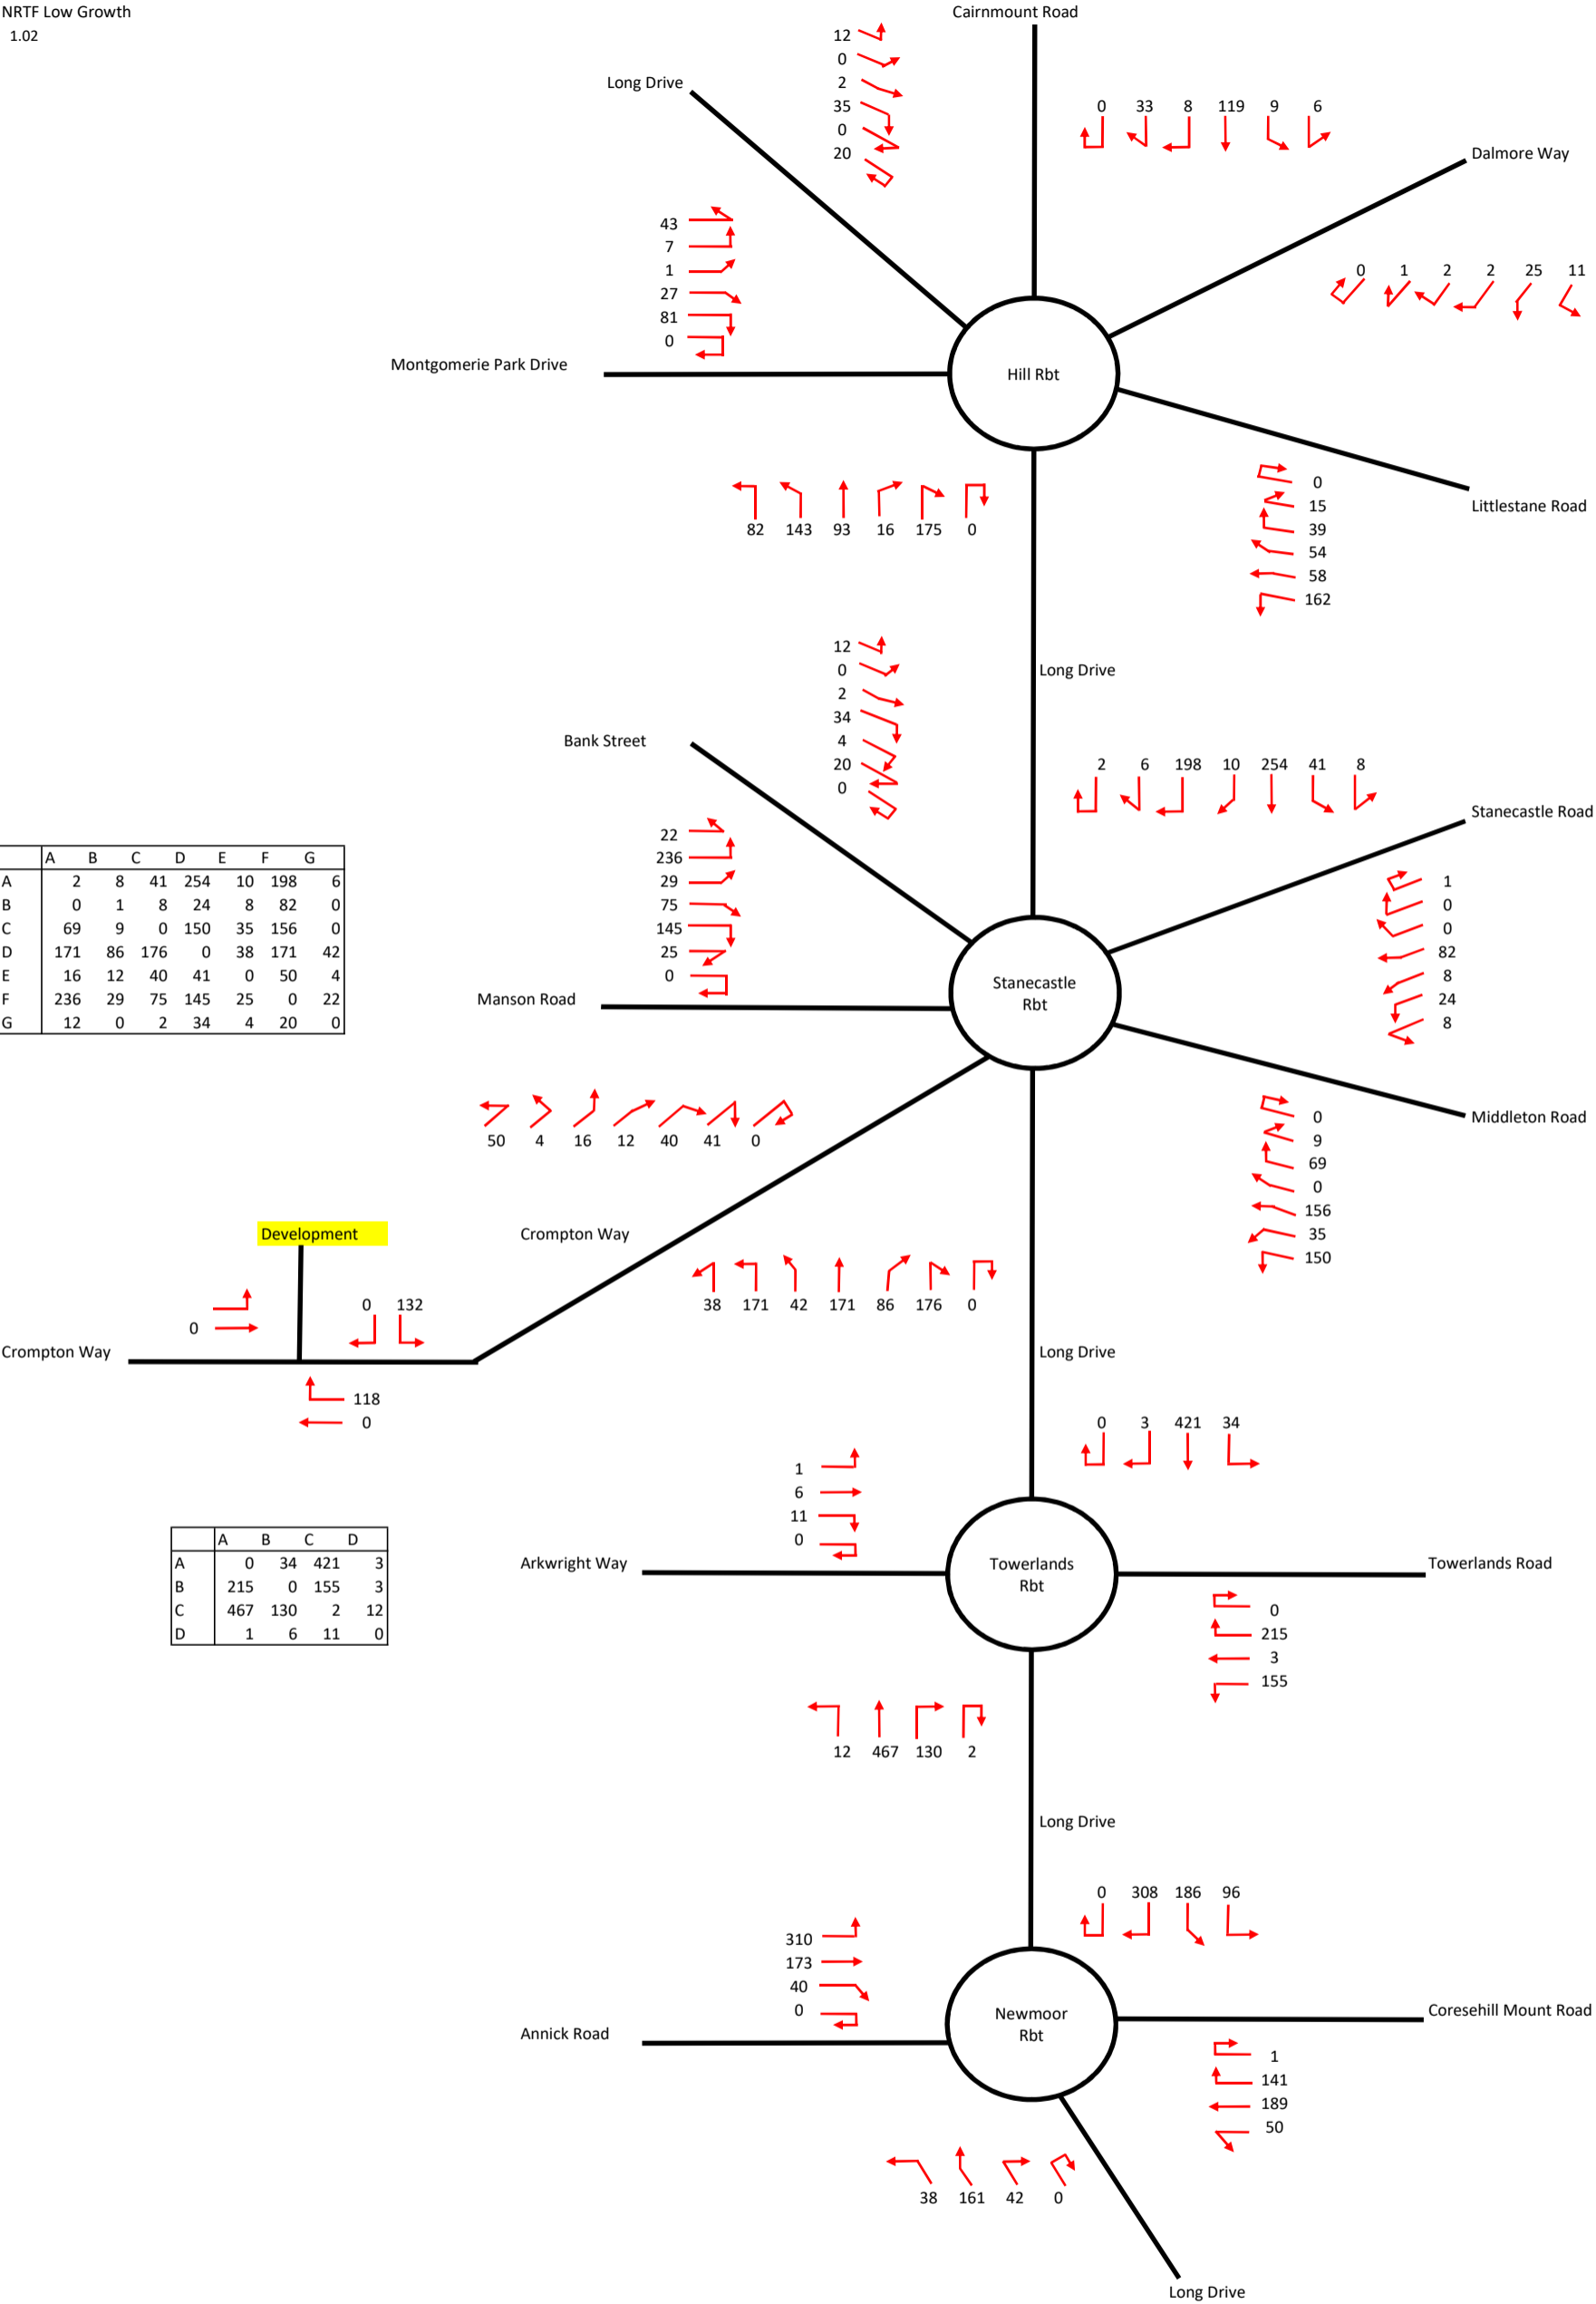 NRTF Low Growth
1.02
Cairnmount Road
Long Drive
12
0
2
35
0
20
0 33 8 119 9 6
Dalmore Way
43
7
1
27
81
0
0 1 2 2 25 11
Montgomerie Park Drive
Hill Rbt
82 143 93 16 175 0
0
15
39
54
58
162
Littlestane Road
Long Drive
12
0
2
34
4
20
0
Bank Street
2 6 198 10 254 41 8
Stanecastle Road
22
236
29
75
145
25
0
1
0
0
82
8
24
8
A B C D E F G
A 2 8 41 254 10 198 6
B 0 1 8 24 8 82 0
C 69 9 0 150 35 156 0
D 171 86 176 0 38 171 42
E 16 12 40 41 0 50 4
F 236 29 75 145 25 0 22
G 12 0 2 34 4 20 0
Manson Road
Stanecastle
Rbt
50 4 16 12 40 41 0
0
9
69
0
156
35
150
Middleton Road
Development
Crompton Way
38 171 42 171 86 176 0
0 132
0
Crompton Way
118
0
Long Drive
0 3 421 34
1
6
11
0
Arkwright Way
Towerlands
Rbt
Towerlands Road
A B C D
A 0 34 421 3
B 215 0 155 3
C 467 130 2 12
D 1 6 11 0
0
215
3
155
12 467 130 2
Long Drive
0 308 186 96
310
173
40
0
Annick Road
Newmoor
Rbt
Coresehill Mount Road
1
141
189
50
38 161 42 0
Long Drive